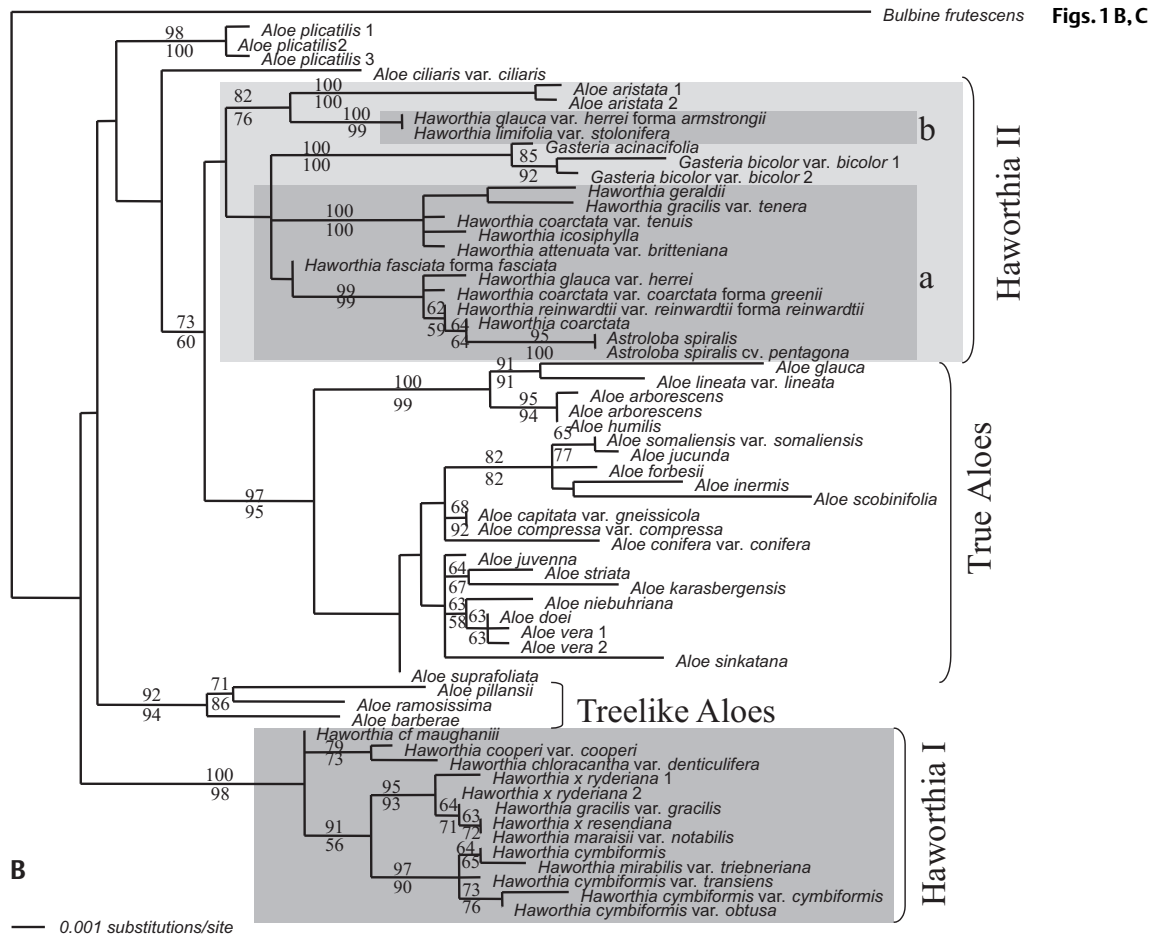 Bulbine frutescens
Figs. 1 B, C
98
100
Aloe plicatilis 1
Aloe plicatilis2
Aloe plicatilis 3
Aloe ciliaris var. ciliaris
82
76
100
100
Aloe aristata 1
Aloe aristata 2
100
99
Haworthia glauca var. herrei forma armstrongii
Haworthia limifolia var. stolonifera
b
100
100
Gasteria acinacifolia
85
92
Gasteria bicolor var. bicolor 1
Gasteria bicolor var. bicolor 2
Haworthia geraldii
Haworthia gracilis var. tenera
100
100
Haworthia coarctata var. tenuis
Haworthia icosiphylla
Haworthia attenuata var. britteniana
Haworthia fasciata forma fasciata
a
99
99
Haworthia glauca var. herrei
Haworthia coarctata var. coarctata forma greenii
62
59
Haworthia reinwardtii var. reinwardtii forma reinwardtii
64
64
Haworthia coarctata
95
100
Astroloba spiralis
Astroloba spiralis cv. pentagona
Haworthia II
73
60
91
91
Aloe glauca
Aloe lineata var. lineata
100
99
95
94
Aloe arborescens
Aloe arborescens
Aloe humilis
65
77
Aloe somaliensis var. somaliensis
Aloe jucunda
82
82
Aloe forbesii
Aloe inermis
Aloe scobinifolia
97
95
68
92
Aloe capitata var. gneissicola
Aloe compressa var. compressa
Aloe conifera var. conifera
Aloe juvenna
64
67
Aloe striata
Aloe karasbergensis
63
58
Aloe niebuhriana
63
63
Aloe doei
Aloe vera 1
Aloe vera 2
Aloe sinkatana
Aloe suprafoliata
True Aloes
92
94
71
86
Aloe pillansii
Aloe ramosissima
Aloe barberae
Treelike Aloes
100
98
Haworthia cf maughaniii
79
73
Haworthia cooperi var. cooperi
Haworthia chloracantha var. denticulifera
91
56
95
93
Haworthia x ryderiana 1
Haworthia x ryderiana 2
64
71
Haworthia gracilis var. gracilis
63
72
Haworthia x resendiana
Haworthia maraisii var. notabilis
97
90
64
65
Haworthia cymbiformis
Haworthia mirabilis var. triebneriana
Haworthia cymbiformis var. transiens
73
76
Haworthia cymbiformis var. cymbiformis
Haworthia cymbiformis var. obtusa
Haworthia I
B
0.001 substitutions/site